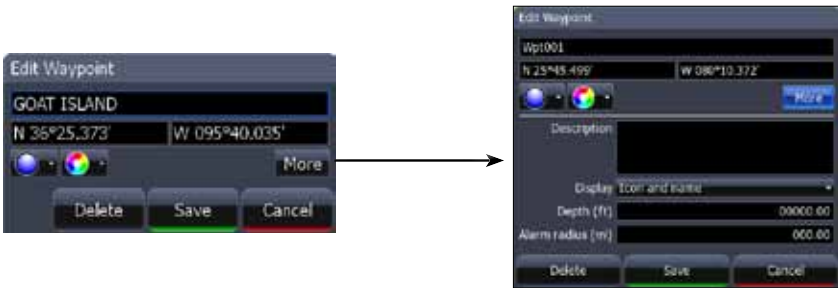 Edit Waypoint
GOAT ISLAND
N 36°25.373' W 095°40.035'
More
Delete Save Cancel
Edit Waypoint
Wpt001
N 25°45.499' W 080°10.372'
More
Description
Display Icon and name
Depth (ft) 00000.00
Alarm radius (mi) 000.00
Delete Save Cancel